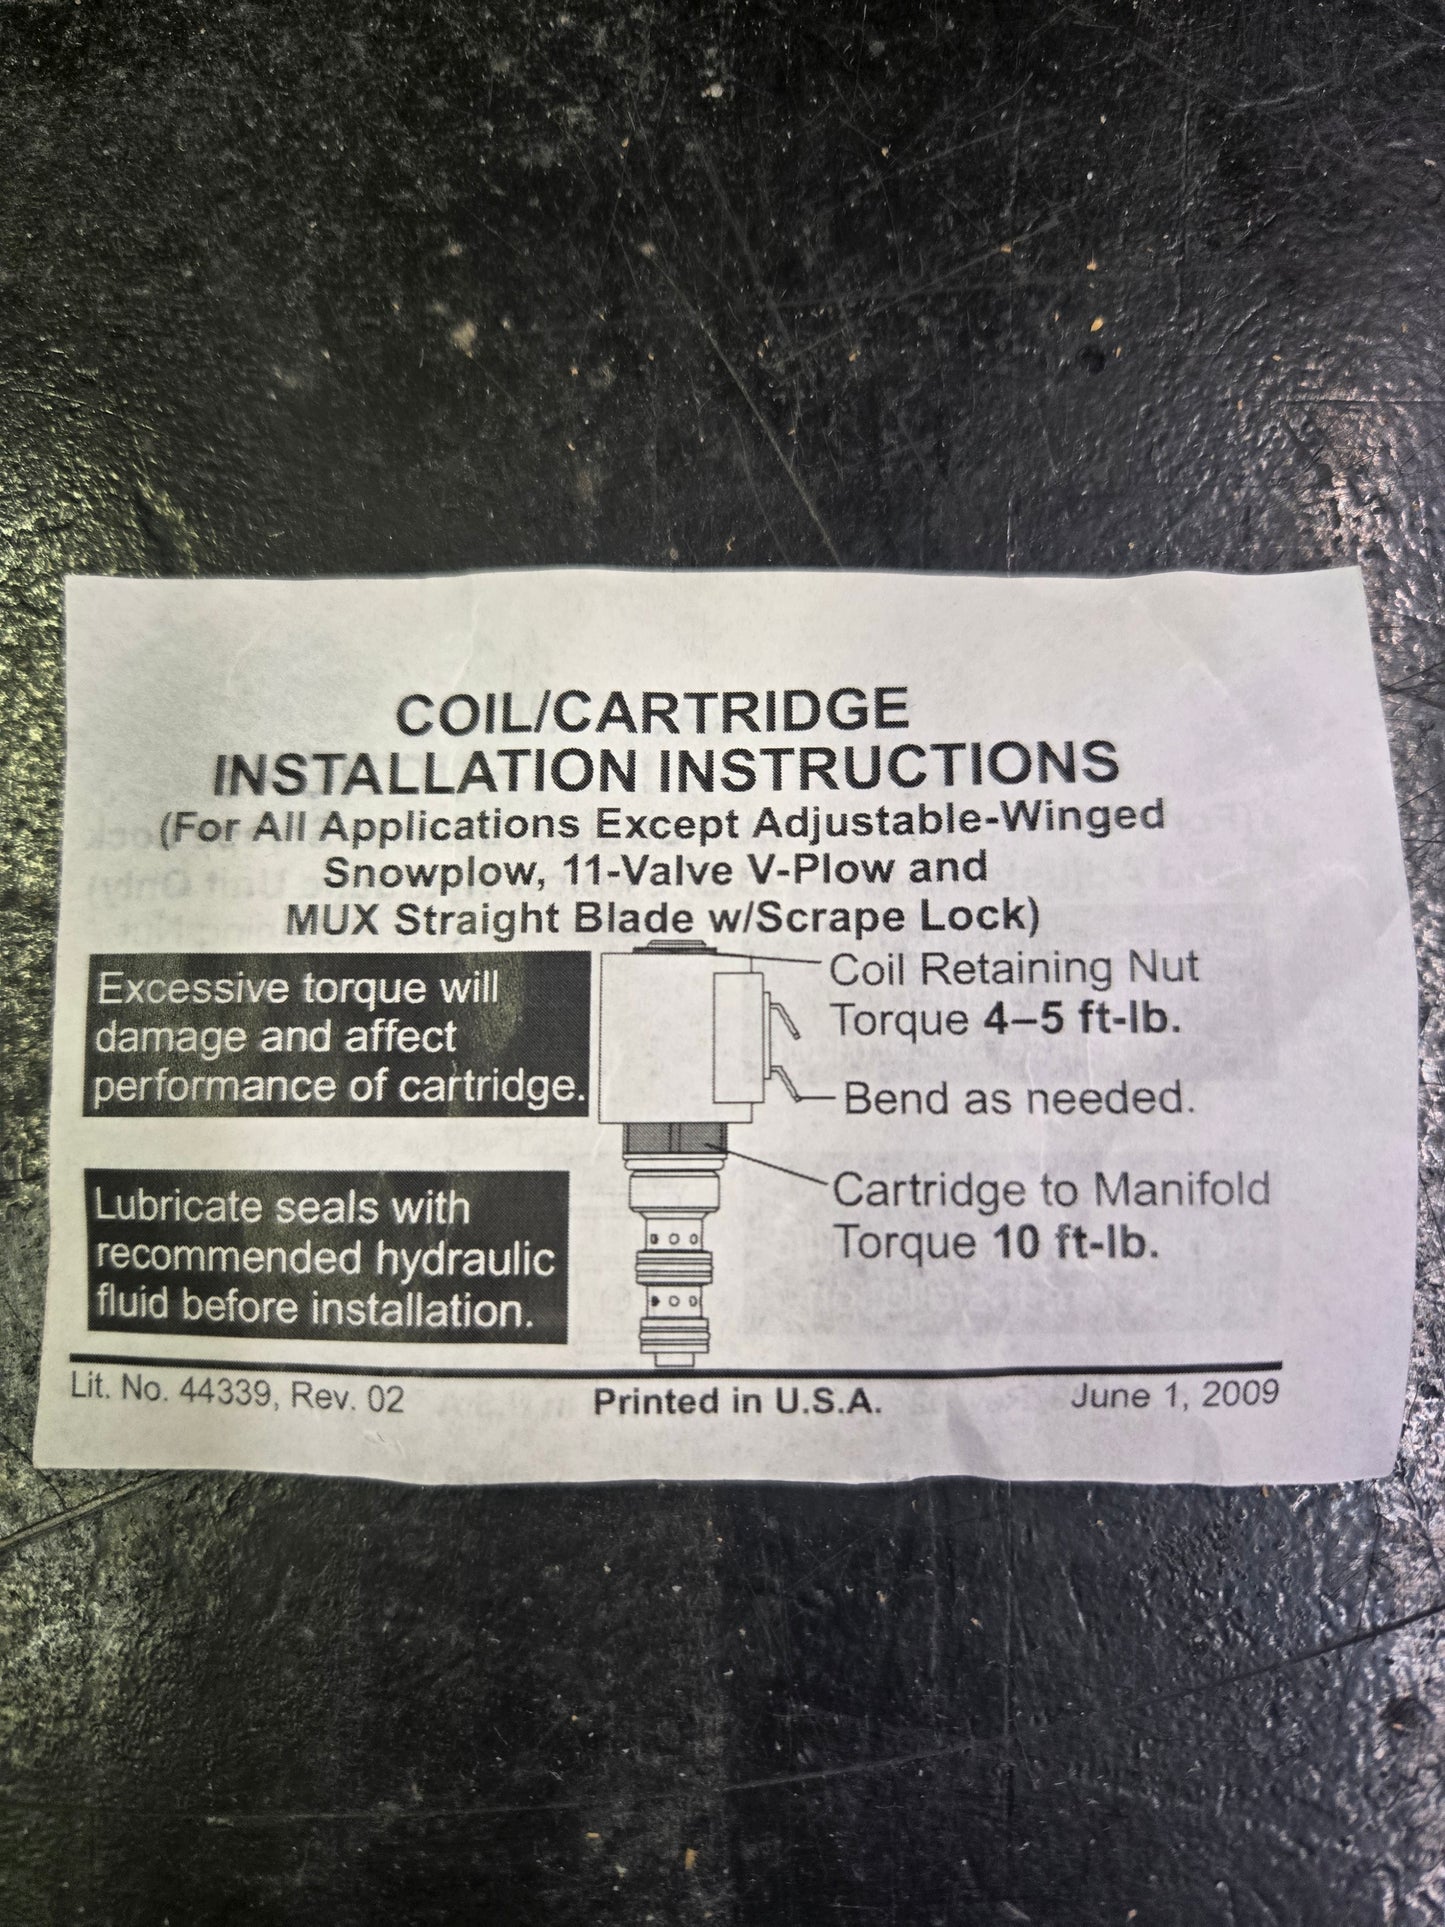 COIL/CARTRIDGE
INSTALLATION INSTRUCTIONS
(For All Applications Except Adjustable-Winged
Snowplow, 11-Valve V-Plow and
MUX Straight Blade w/Scrape Lock)
Excessive torque will
damage and affect
performance of cartridge.
Coil Retaining Nut
Torque 4–5 ft-lb.
Bend as needed.
Lubricate seals with
recommended hydraulic
fluid before installation.
Cartridge to Manifold
Torque 10 ft-lb.
Lit. No. 44339, Rev. 02
Printed in U.S.A.
June 1, 2009